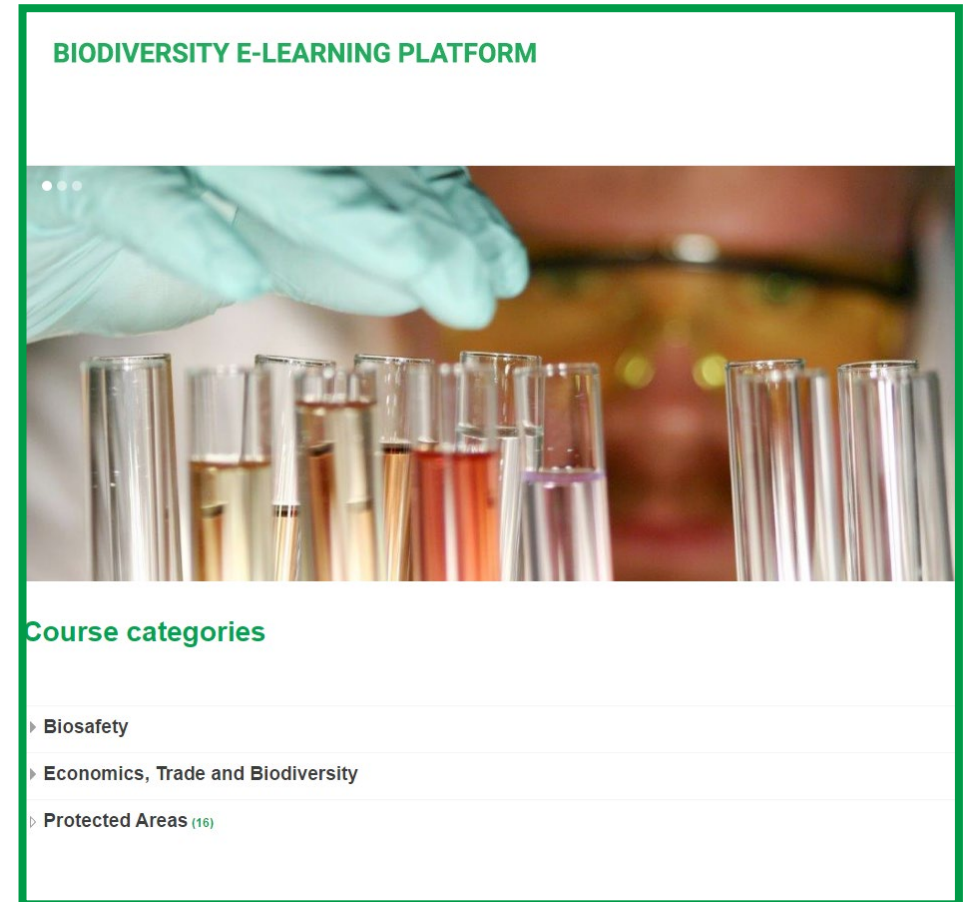 BIODIVERSITY E-LEARNING PLATFORM
Course categories
Biosafety
Economics, Trade and Biodiversity
Protected Areas (16)